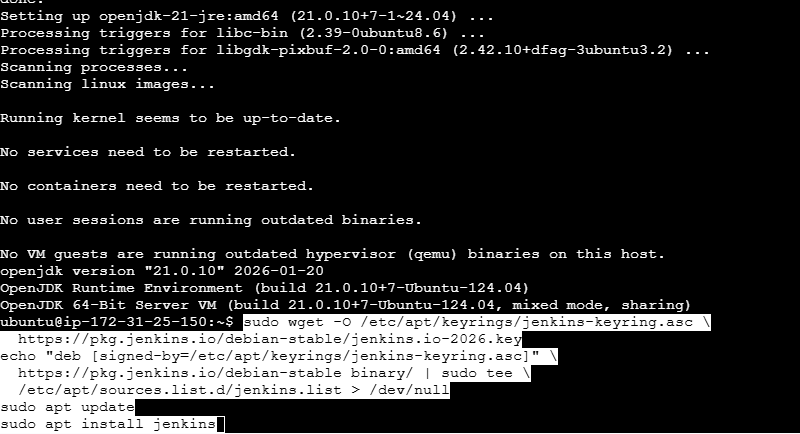 done.
Setting up openjdk-21-jre:amd64 (21.0.10+7-1~24.04) ...
Processing triggers for libc-bin (2.39-0ubuntu8.6) ...
Processing triggers for libgdk-pixbuf-2.0-0:amd64 (2.42.10+dfsg-3ubuntu3.2) ...
Scanning processes...
Scanning linux images...
Running kernel seems to be up-to-date.
No services need to be restarted.
No containers need to be restarted.
No user sessions are running outdated binaries.
No VM guests are running outdated hypervisor (qemu) binaries on this host.
openjdk version "21.0.10" 2026-01-20
OpenJDK Runtime Environment (build 21.0.10+7-Ubuntu-124.04)
OpenJDK 64-Bit Server VM (build 21.0.10+7-Ubuntu-124.04, mixed mode, sharing)
ubuntu@ip-172-31-25-150:~$ sudo wget -O /etc/apt/keyrings/jenkins-keyring.asc \
  https://pkg.jenkins.io/debian-stable/jenkins.io-2026.key
echo "deb [signed-by=/etc/apt/keyrings/jenkins-keyring.asc]" \
  https://pkg.jenkins.io/debian-stable binary/ | sudo tee \
  /etc/apt/sources.list.d/jenkins.list > /dev/null
sudo apt update
sudo apt install jenkins